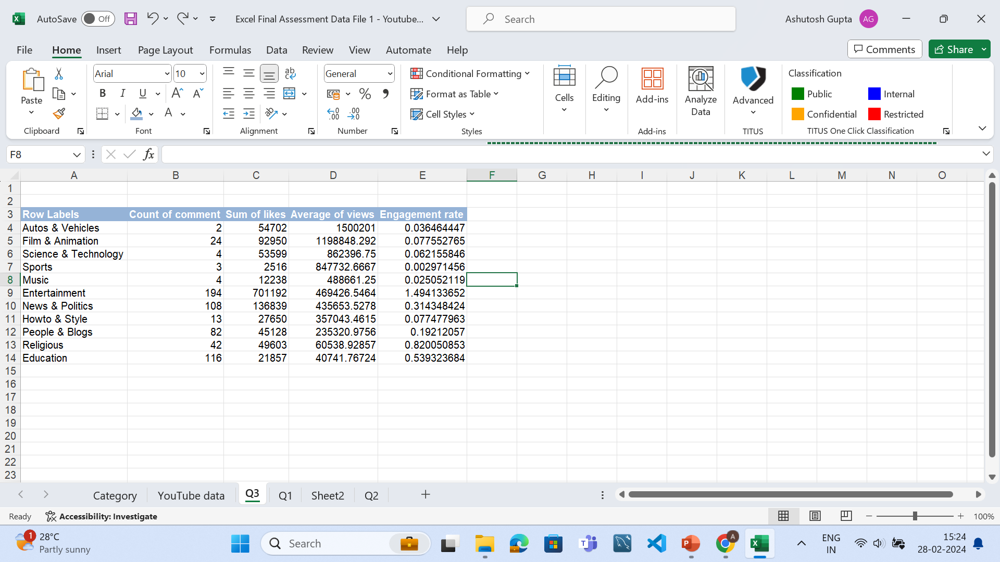 AutoSave Off Excel Final Assessment Data File 1 - Youtube... Search Ashutosh Gupta AG
File Home Insert Page Layout Formulas Data Review View Automate Help Comments Share
Paste
Clipboard
Arial 10
B I U
Font
Alignment
General
Number
Conditional Formatting
Format as Table
Cell Styles
Styles
Cells
Editing
Add-ins
Add-ins
Analyze
Data
Advanced
TITUS
Classification
Public Internal
Confidential Restricted
TITUS One Click Classification
F8 fx
A B C D E F G H I J K L M N O
1
2
3 Row Labels Count of comment Sum of likes Average of views Engagement rate
4 Autos & Vehicles 2 54702 1500201 0.036464447
5 Film & Animation 24 92950 1198848.292 0.077552765
6 Science & Technology 4 53599 862396.75 0.062155846
7 Sports 3 2516 847732.6667 0.002971456
8 Music 4 12238 488661.25 0.025052119
9 Entertainment 194 701192 469426.5464 1.494133652
10 News & Politics 108 136839 435653.5278 0.314348424
11 Howto & Style 13 27650 357043.4615 0.077477963
12 People & Blogs 82 45128 235320.9756 0.19212057
13 Religious 42 49603 60538.92857 0.820050853
14 Education 116 21857 40741.76724 0.539323684
15
16
17
18
19
20
21
22
23
Category YouTube data Q3 Q1 Sheet2 Q2
Ready Accessibility: Investigate 100%
1 28°C
Partly sunny
Search
A
ENG
IN
15:24
28-02-2024